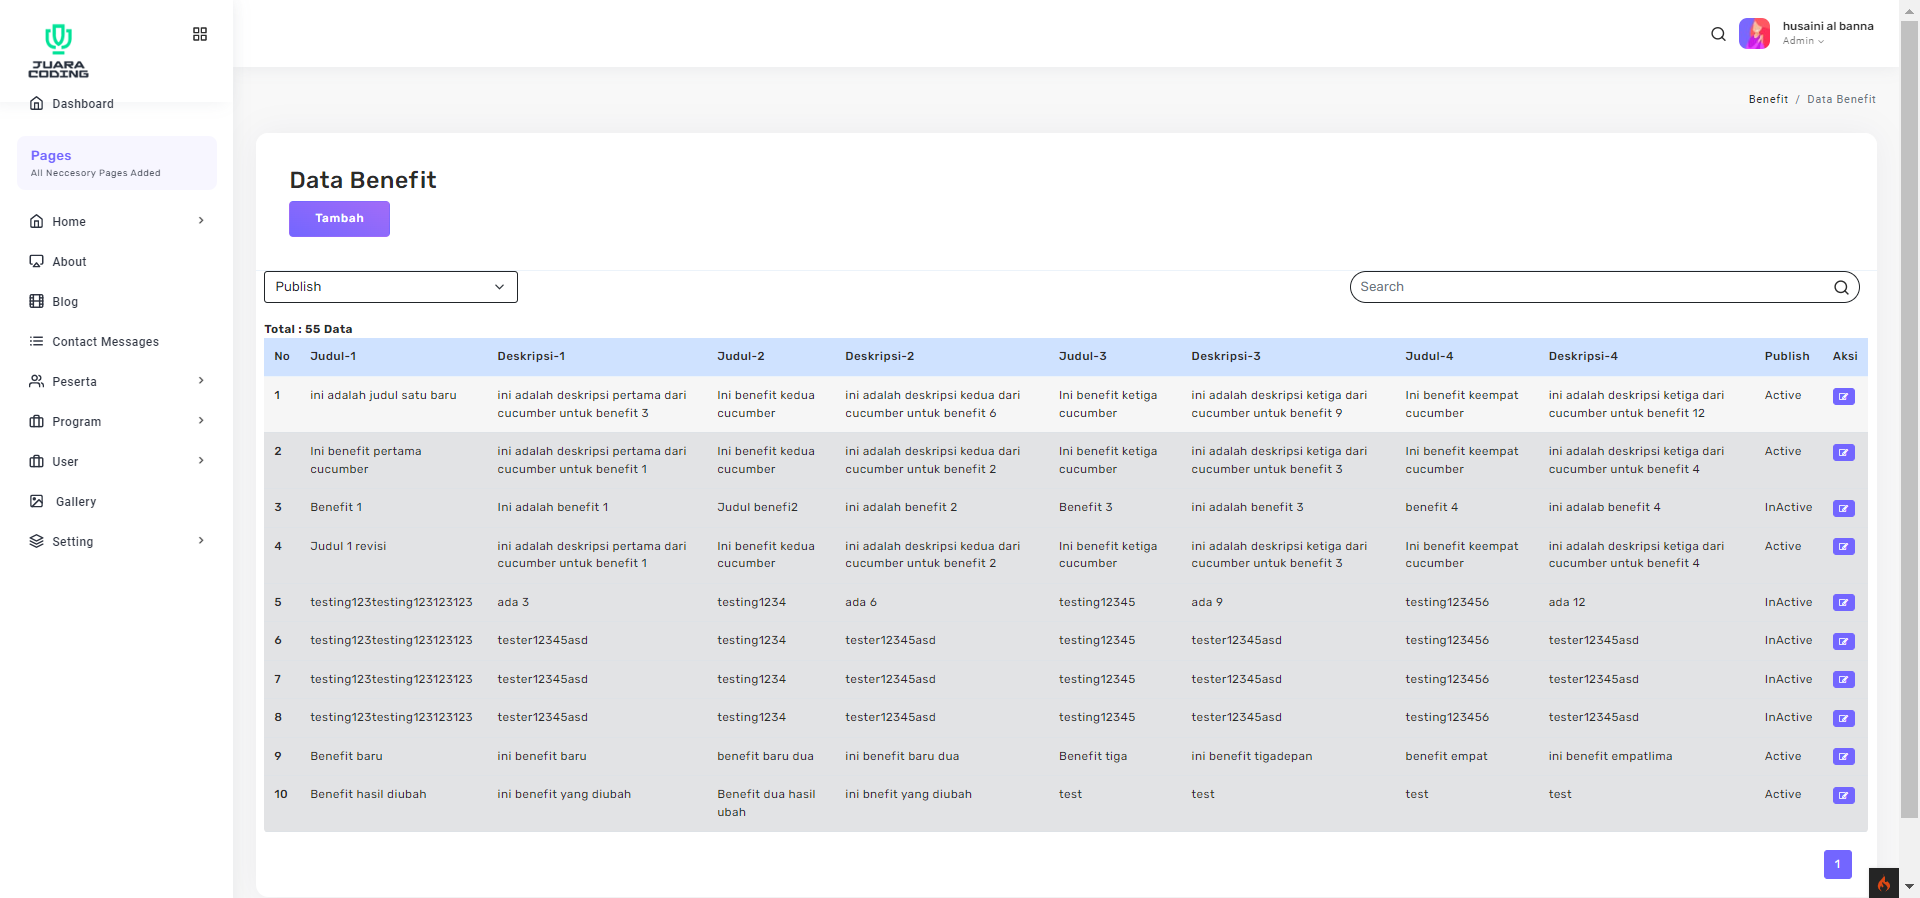 JUARA
CODING
husaini al banna
Admin
Dashboard
Benefit / Data Benefit
Pages
All Neccesory Pages Added
Home
About
Blog
Contact Messages
Peserta
Program
User
Gallery
Setting
Data Benefit
Tambah
Publish
Search
Total : 55 Data
No Judul-1 Deskripsi-1 Judul-2 Deskripsi-2 Judul-3 Deskripsi-3 Judul-4 Deskripsi-4 Publish Aksi
1 ini adalah judul satu baru ini adalah deskripsi pertama dari Ini benefit kedua ini adalah deskripsi kedua dari Ini benefit ketiga ini adalah deskripsi ketiga dari Ini benefit keempat ini adalah deskripsi ketiga dari Active
cucumber untuk benefit 3 cucumber cucumber untuk benefit 6 cucumber cucumber untuk benefit 9 cucumber cucumber untuk benefit 12
2 Ini benefit pertama ini adalah deskripsi pertama dari Ini benefit kedua ini adalah deskripsi kedua dari Ini benefit ketiga ini adalah deskripsi ketiga dari Ini benefit keempat ini adalah deskripsi ketiga dari Active
cucumber cucumber untuk benefit 1 cucumber cucumber untuk benefit 2 cucumber cucumber untuk benefit 3 cucumber cucumber untuk benefit 4
3 Benefit 1 Ini adalah benefit 1 Judul benefi2 ini adalah benefit 2 Benefit 3 ini adalah benefit 3 benefit 4 ini adalab benefit 4 InActive
4 Judul 1 revisi ini adalah deskripsi pertama dari Ini benefit kedua ini adalah deskripsi kedua dari Ini benefit ketiga ini adalah deskripsi ketiga dari Ini benefit keempat ini adalah deskripsi ketiga dari Active
cucumber untuk benefit 1 cucumber cucumber untuk benefit 2 cucumber cucumber untuk benefit 3 cucumber cucumber untuk benefit 4
5 testing123testing123123123 ada 3 testing1234 ada 6 testing12345 ada 9 testing123456 ada 12 InActive
6 testing123testing123123123 tester12345asd testing1234 tester12345asd testing12345 tester12345asd testing123456 tester12345asd InActive
7 testing123testing123123123 tester12345asd testing1234 tester12345asd testing12345 tester12345asd testing123456 tester12345asd InActive
8 testing123testing123123123 tester12345asd testing1234 tester12345asd testing12345 tester12345asd testing123456 tester12345asd InActive
9 Benefit baru ini benefit baru benefit baru dua ini benefit baru dua Benefit tiga ini benefit tigadepan benefit empat ini benefit empatlima Active
10 Benefit hasil diubah ini benefit yang diubah Benefit dua hasil ini bnefit yang diubah test test test test Active
ubah
1